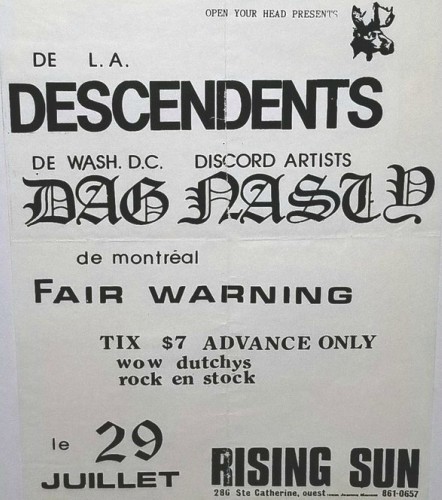 OPEN YOUR HEAD PRESENTS
DE L.A.
DESCENDENTS
DE WASH. D.C. DISCORD ARTISTS
DAG NASTY
de montréal
FAIR WARNING
TIX $7 ADVANCE ONLY
wow dutchys
rock en stock
le 29
JUILLET
RISING SUN
286 Ste Catherine, ouest 861-0657